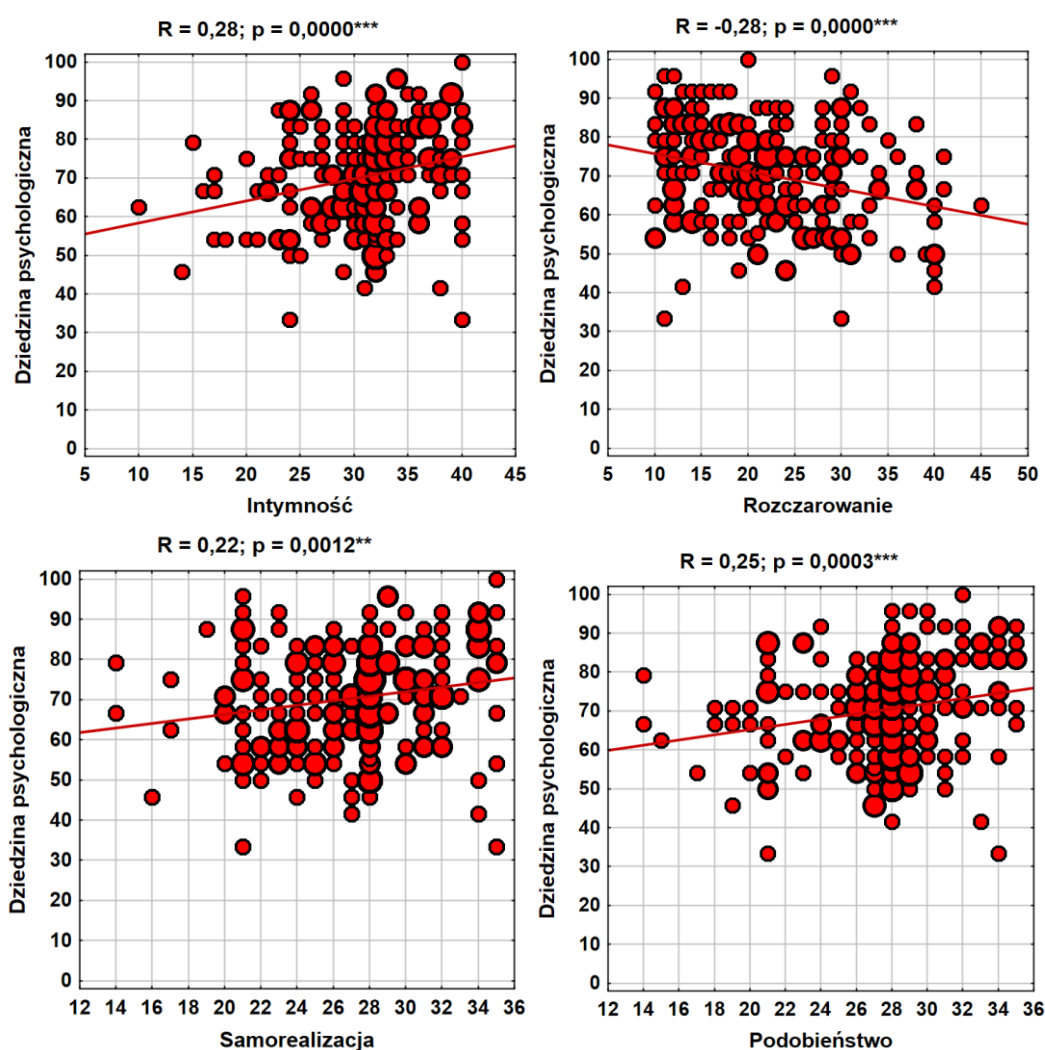 R = 0,28; p = 0,0000***
Dziedzina psychologiczna
100
90
80
70
60
50
40
30
20
10
0
5 10 15 20 25 30 35 40 45
Intymność
R = -0,28; p = 0,0000***
Dziedzina psychologiczna
100
90
80
70
60
50
40
30
20
10
0
5 10 15 20 25 30 35 40 45 50
Rozczarowanie
R = 0,22; p = 0,0012**
Dziedzina psychologiczna
100
90
80
70
60
50
40
30
20
10
0
12 14 16 18 20 22 24 26 28 30 32 34 36
Samorealizacja
R = 0,25; p = 0,0003***
Dziedzina psychologiczna
100
90
80
70
60
50
40
30
20
10
0
12 14 16 18 20 22 24 26 28 30 32 34 36
Podobieństwo